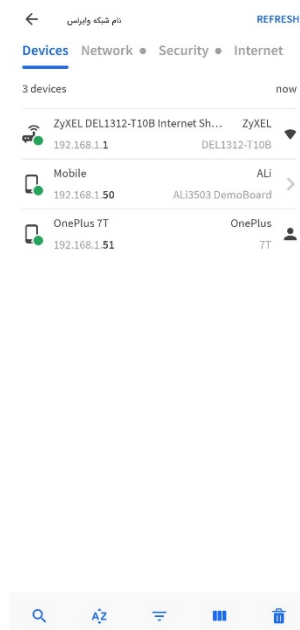 نام شبکه وایرلس REFRESH
Devices Network Security Internet
3 devices now
ZyXEL DEL1312-T10B Internet Sh... ZyXEL
192.168.1.1 DEL1312-T10B
Mobile ALi
192.168.1.50 ALi3503 DemoBoard
OnePlus 7T OnePlus
192.168.1.51 7T
AZ